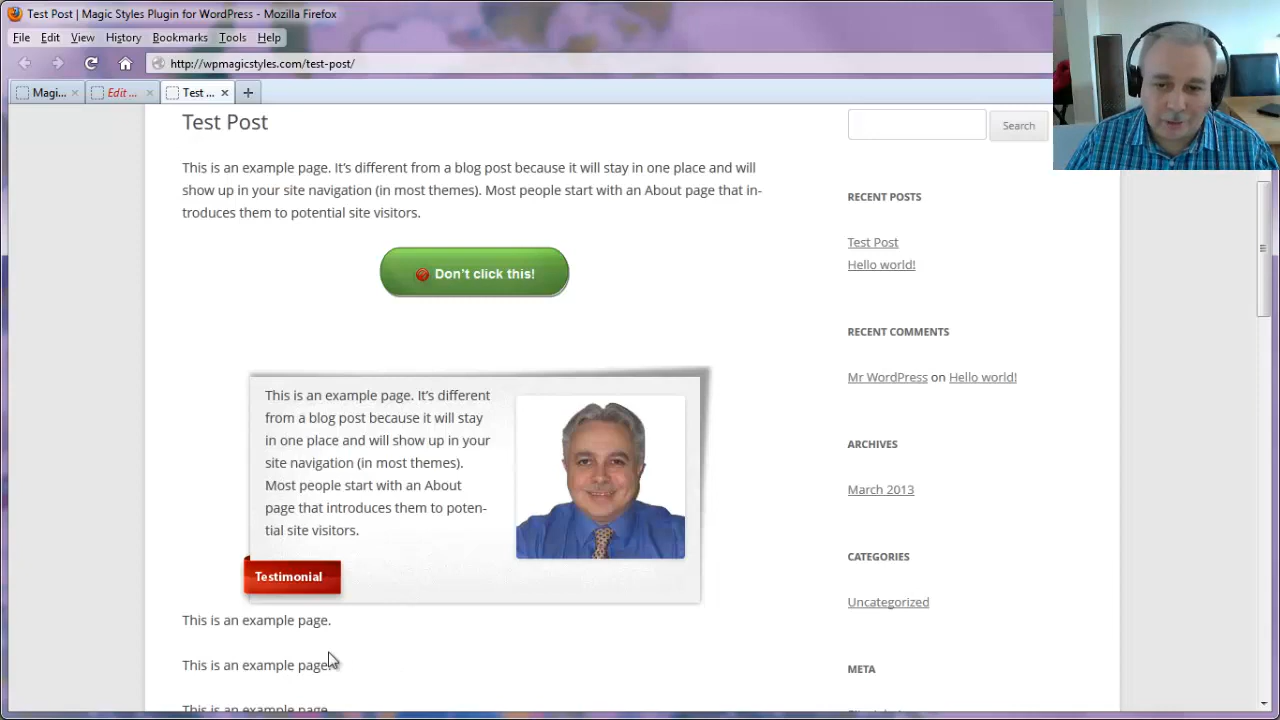 Test Post | Magic Styles Plugin for WordPress - Mozilla Firefox
File Edit View History Bookmarks Tools Help
http://wpmagicstyles.com/test-post/
Magi... Edit ... Test ...
Test Post
This is an example page. It’s different from a blog post because it will stay in one place and will
show up in your site navigation (in most themes). Most people start with an About page that in-
troduces them to potential site visitors.
Don’t click this!
This is an example page. It’s different
from a blog post because it will stay
in one place and will show up in your
site navigation (in most themes).
Most people start with an About
page that introduces them to poten-
tial site visitors.
Testimonial
This is an example page.
This is an example page.
This is an example page.
Search
RECENT POSTS
Test Post
Hello world!
RECENT COMMENTS
Mr WordPress on Hello world!
ARCHIVES
March 2013
CATEGORIES
Uncategorized
META